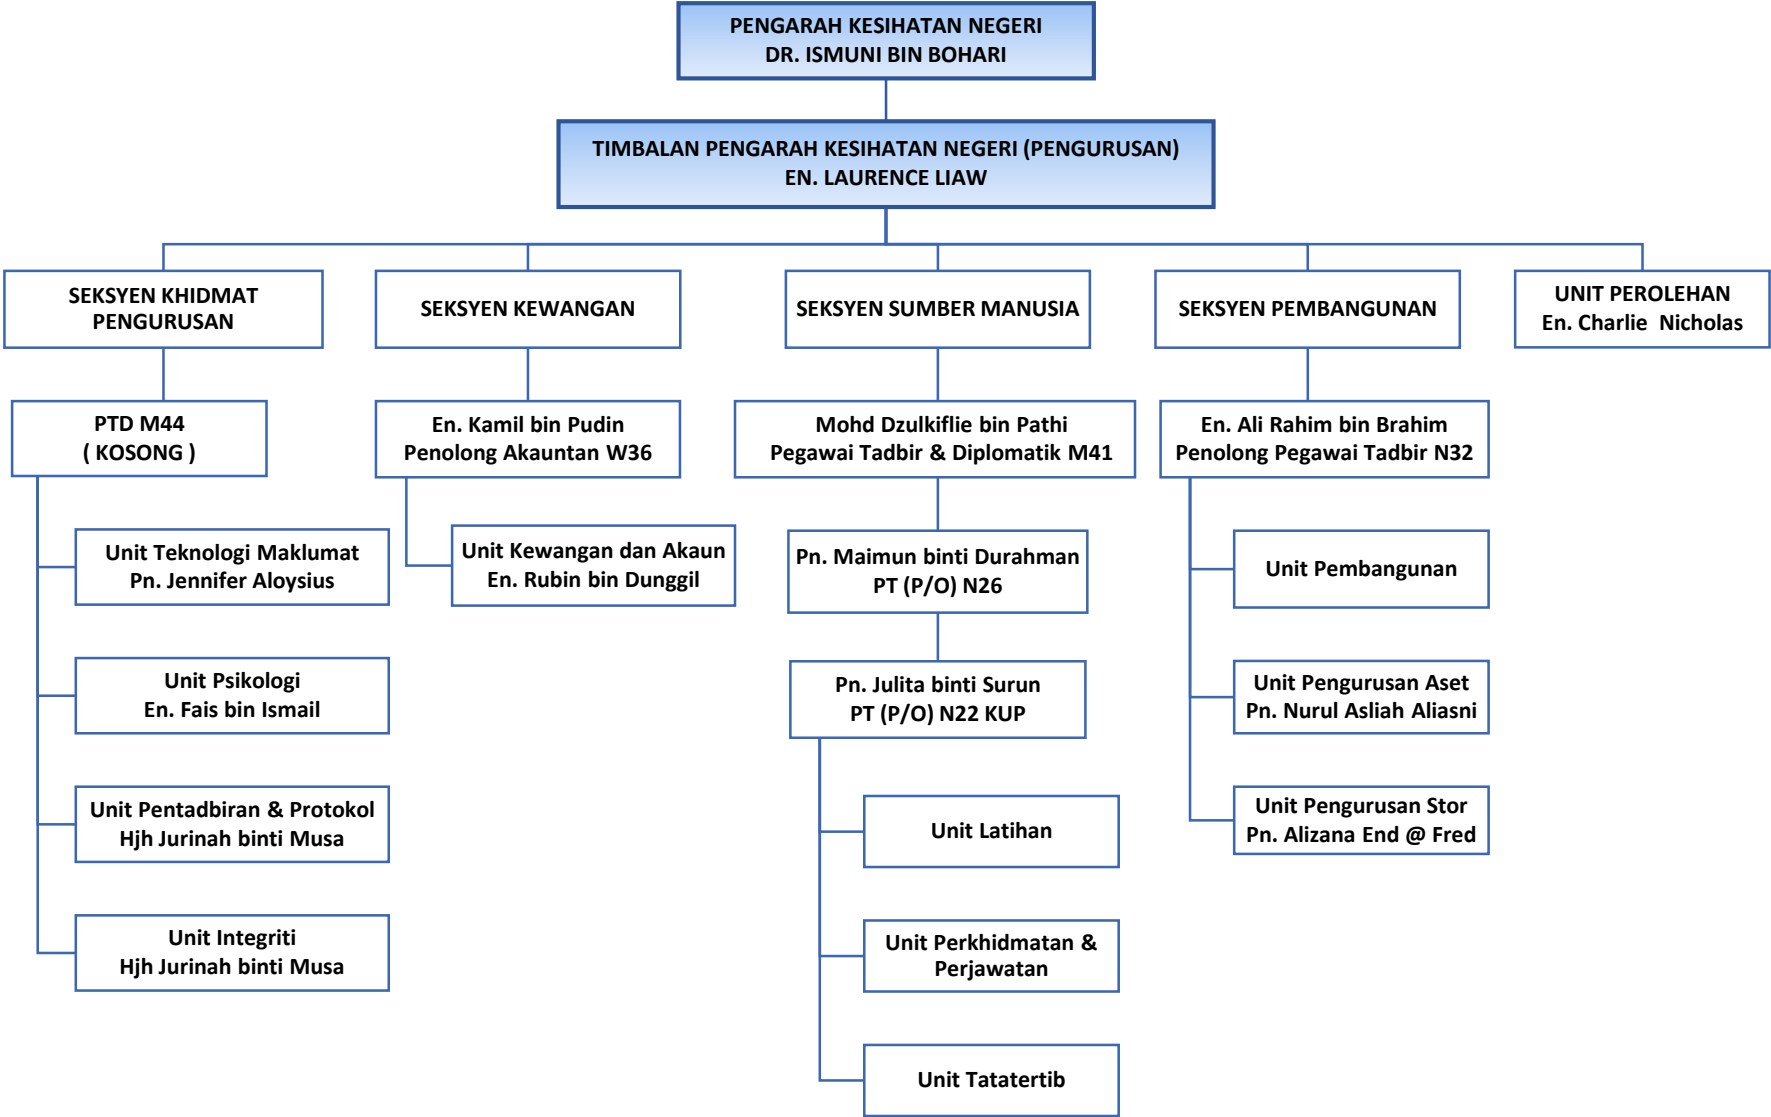 PENGARAH KESIHATAN NEGERI
DR. ISMUNI BIN BOHARI
TIMBALAN PENGARAH KESIHATAN NEGERI (PENGURUSAN)
EN. LAURENCE LIAW
SEKSYEN KHIDMAT
PENGURUSAN
SEKSYEN KEWANGAN
SEKSYEN SUMBER MANUSIA
SEKSYEN PEMBANGUNAN
UNIT PEROLEHAN
En. Charlie  Nicholas
PTD M44
( KOSONG )
En. Kamil bin Pudin
Penolong Akauntan W36
Mohd Dzulkiflie bin Pathi
Pegawai Tadbir & Diplomatik M41
En. Ali Rahim bin Brahim
Penolong Pegawai Tadbir N32
Unit Teknologi Maklumat
Pn. Jennifer Aloysius
Unit Kewangan dan Akaun
En. Rubin bin Dunggil
Pn. Maimun binti Durahman
PT (P/O) N26
Unit Pembangunan
Unit Psikologi
En. Fais bin Ismail
Pn. Julita binti Surun
PT (P/O) N22 KUP
Unit Pengurusan Aset
Pn. Nurul Asliah Aliasni
Unit Pentadbiran & Protokol
Hjh Jurinah binti Musa
Unit Latihan
Unit Pengurusan Stor
Pn. Alizana End @ Fred
Unit Integriti
Hjh Jurinah binti Musa
Unit Perkhidmatan &
Perjawatan
Unit Tatatertib